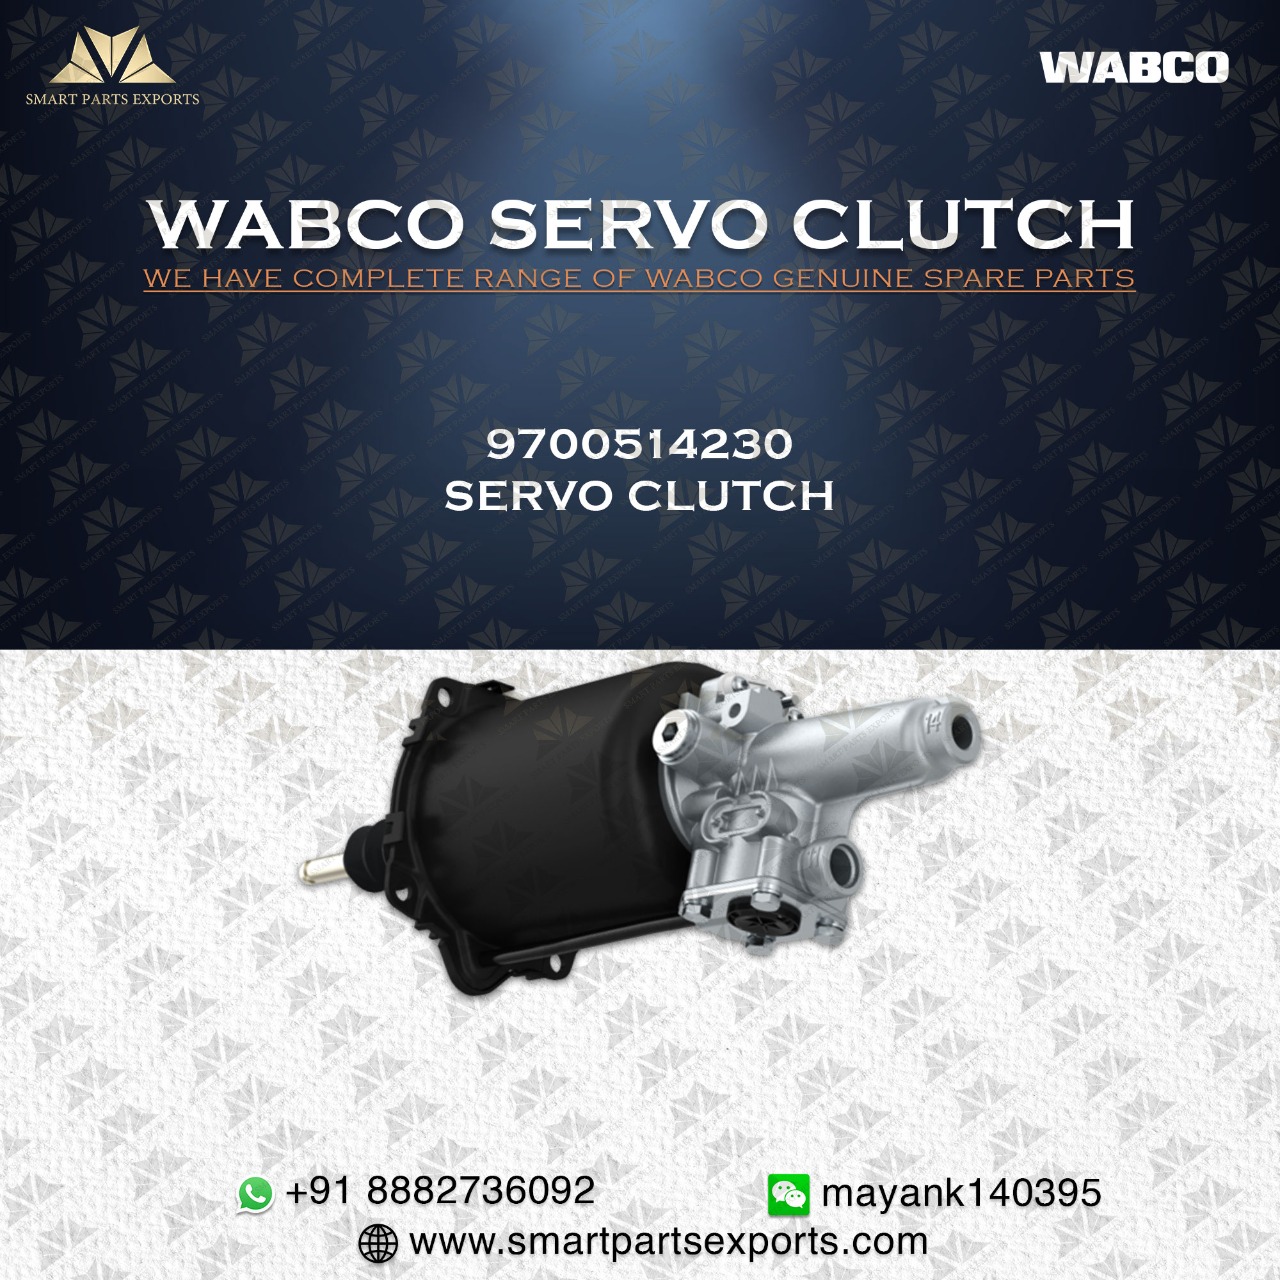 SMART PARTS EXPORTS
WABCO
WABCO SERVO CLUTCH
WE HAVE COMPLETE RANGE OF WABCO GENUINE SPARE PARTS
9700514230
SERVO CLUTCH
14
+91 8882736092
mayank140395
www.smartpartsexports.com